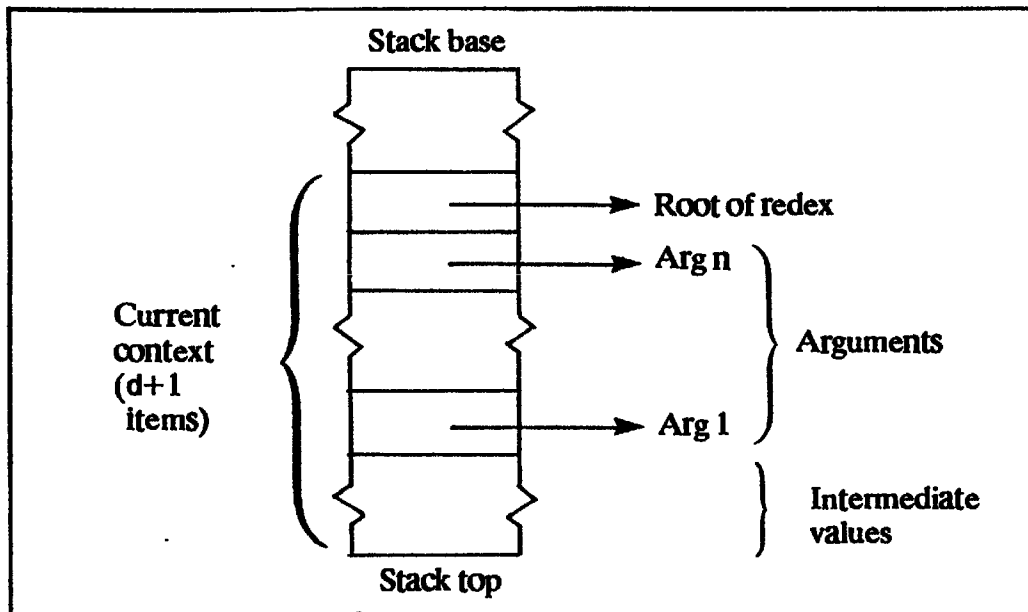 Stack base
Root of redex
Arg n
Current
context
(d+1
items)
Arguments
Arg 1
Intermediate
values
Stack top